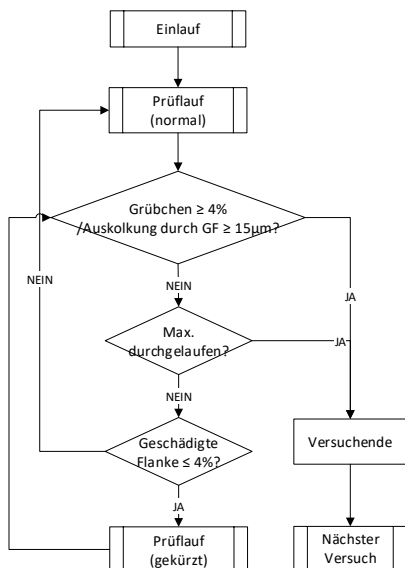 Einlauf
Prüflauf
(normal)
Grübchen ≥ 4%
/Auskolkung durch GF ≥ 15µm?
NEIN
NEIN
JA
Max.
durchgelaufen?
JA
NEIN
Geschädigte
Flanke ≤ 4%?
Versuchende
JA
Prüflauf
(gekürzt)
Nächster
Versuch